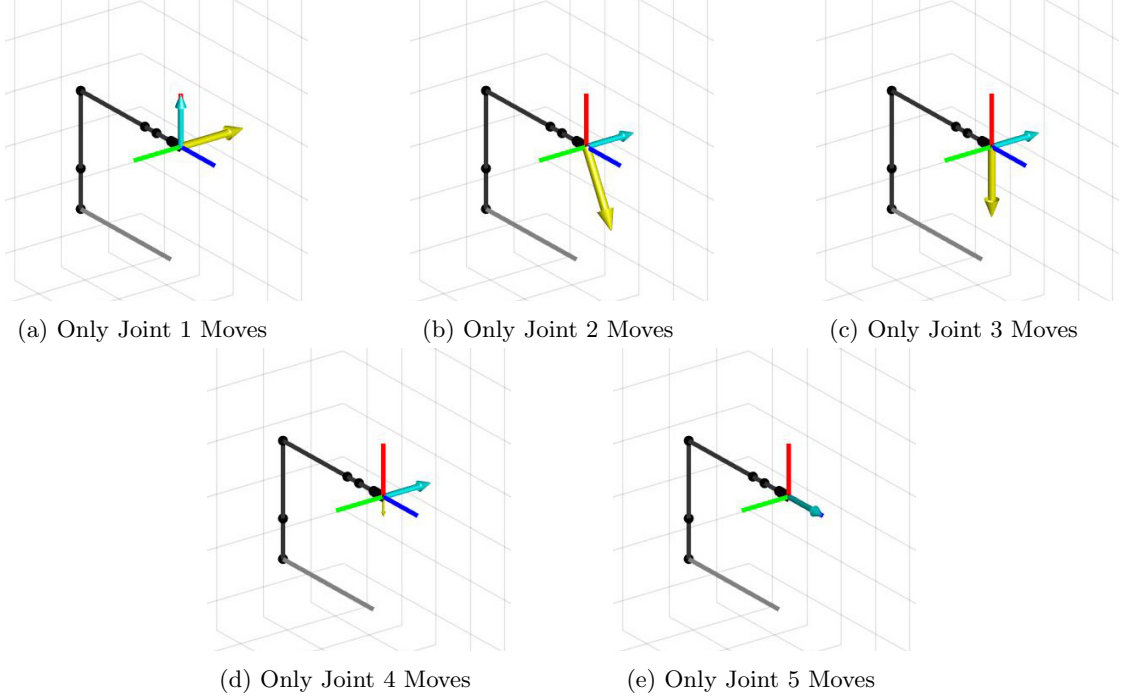 (a) Only Joint 1 Moves
(b) Only Joint 2 Moves
(c) Only Joint 3 Moves
(d) Only Joint 4 Moves
(e) Only Joint 5 Moves